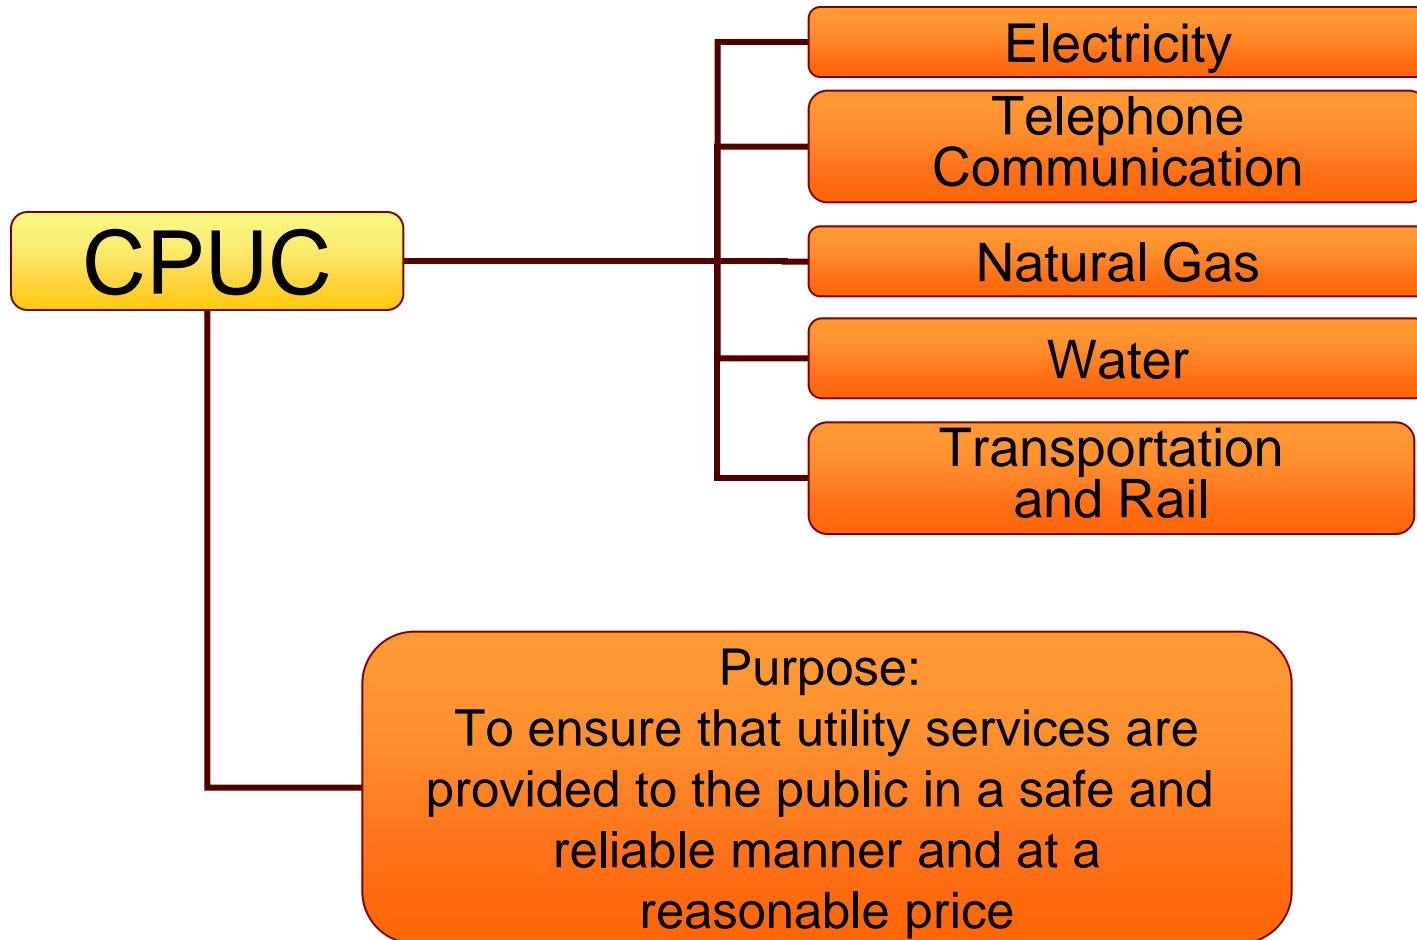 Electricity
Telephone
Communication
CPUC
Natural Gas
Water
Transportation
and Rail
Purpose:
To ensure that utility services are
provided to the public in a safe and
reliable manner and at a
reasonable price